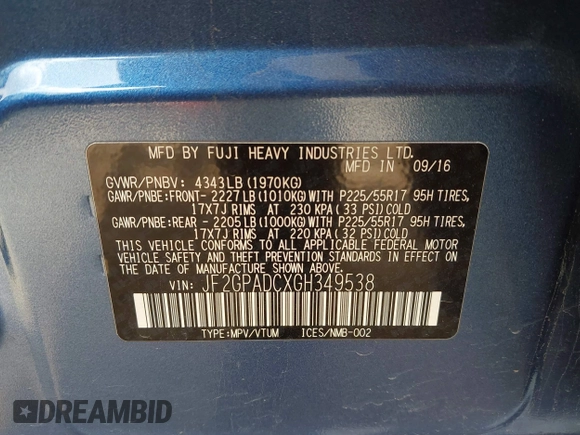 MFD BY FUJI HEAVY INDUSTRIES LTD.
MFD IN 09/16
GVWR/PNBV: 4343LB (1970KG)
GAWR/PNBE:FRONT- 2227LB(1010KG)WITH P225/55R17 95H TIRES,
17X7J RIMS AT 230 KPA (33 PSI)COLD
GAWR/PNBE:REAR - 2205LB(1000KG)WITH P225/55R17 95H TIRES,
17X7J RIMS AT 220 KPA (32 PSI)COLD
THIS VEHICLE CONFORMS TO ALL APPLICABLE FEDERAL MOTOR
VEHICLE SAFETY, BUMPER, AND THEFT PREVENTION STANDARDS IN EFFECT ON
THE DATE OF MANUFACTURE SHOWN ABOVE.
VIN: JF2GPADCXGH349538
TYPE:MPV/VTUM ICES/NMB-002
DREAMBID